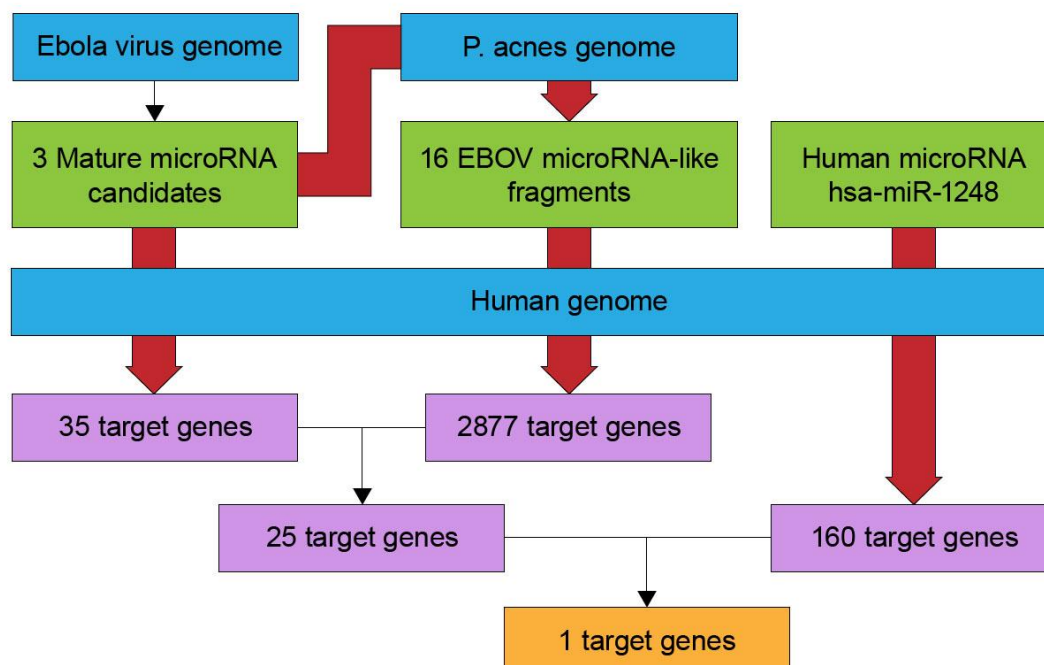 Ebola virus genome
P. acnes genome
3 Mature microRNA
candidates
16 EBOV microRNA-like
fragments
Human microRNA
hsa-miR-1248
Human genome
35 target genes
2877 target genes
25 target genes
160 target genes
1 target genes